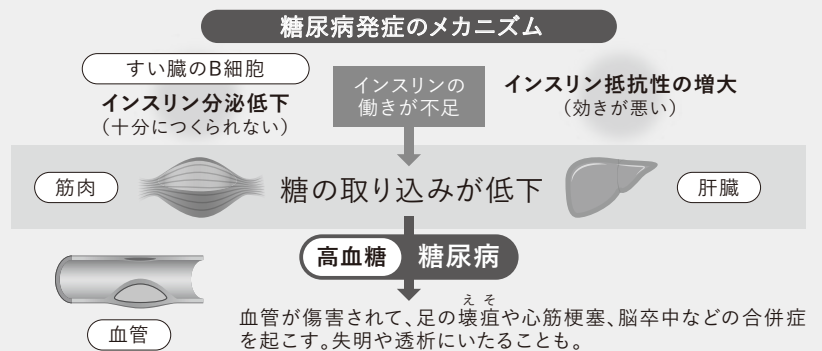 糖尿病発症のメカニズム
すい臓のB細胞
インスリン分泌低下
（十分につくられない）
インスリンの
働きが不足
インスリン抵抗性の増大
（効きが悪い）
筋肉
糖の取り込みが低下
肝臓
高血糖
糖尿病
血管
えそ
血管が傷害されて、足の壊疽や心筋梗塞、脳卒中などの合併症
を起こす。失明や透析にいたることも。